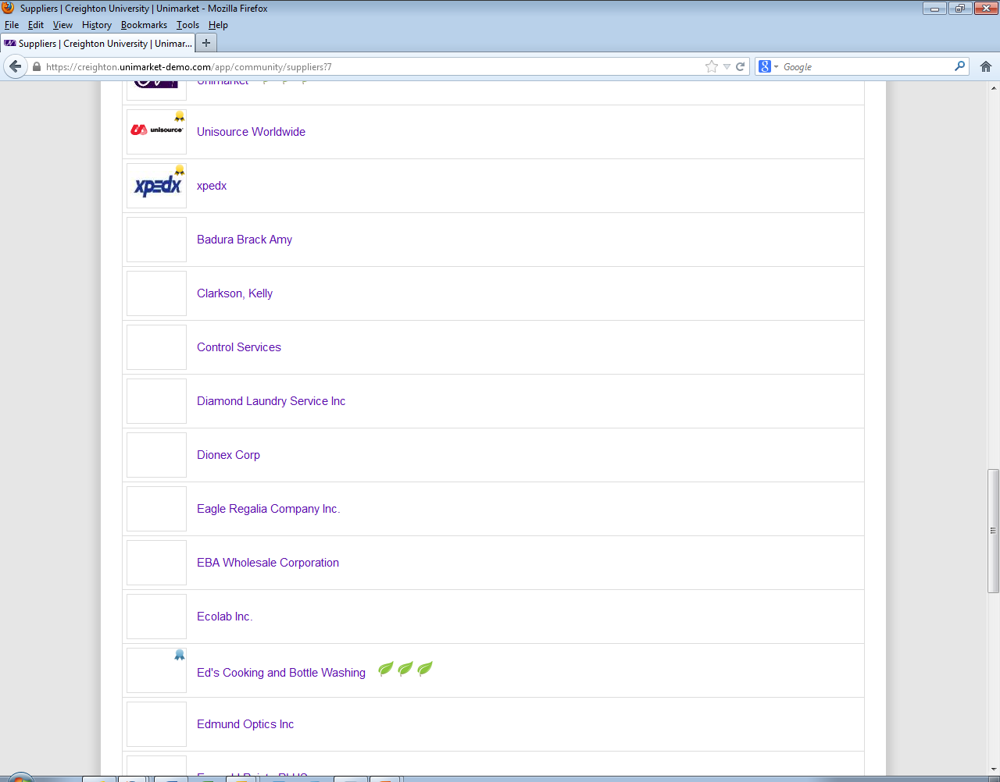 Suppliers | Creighton University | Unimarket - Mozilla Firefox
File Edit View History Bookmarks Tools Help
Suppliers | Creighton University | Unimar...
https://creighton.unimarket-demo.com/app/community/suppliers?7
Google
Unimarket
unisource
Unisource Worldwide
xpedx
xpedx
Badura Brack Amy
Clarkson, Kelly
Control Services
Diamond Laundry Service Inc
Dionex Corp
Eagle Regalia Company Inc.
EBA Wholesale Corporation
Ecolab Inc.
Ed's Cooking and Bottle Washing
Edmund Optics Inc